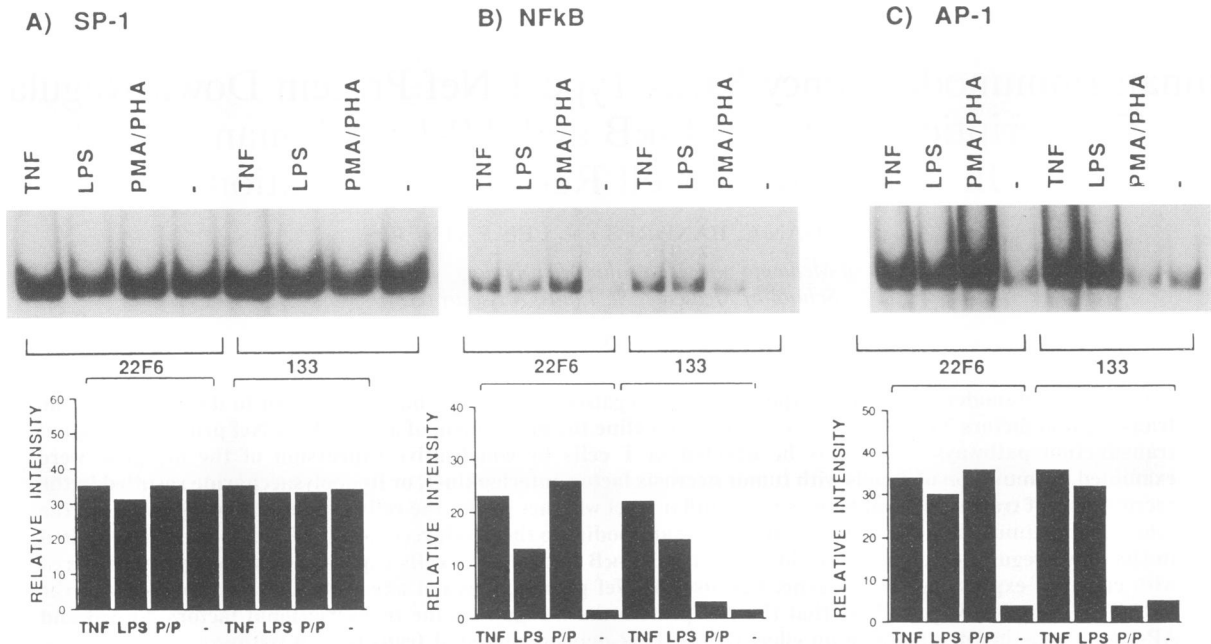 A) SP-1
B) NFkB
C) AP-1
TNF
LPS
PMA/PHA
-
TNF
LPS
PMA/PHA
-
TNF
LPS
PMA/PHA
-
TNF
LPS
PMA/PHA
-
TNF
LPS
PMA/PHA
-
TNF
LPS
PMA/PHA
-
22F6
133
22F6
133
22F6
133
RELATIVE INTENSITY
60
50
40
30
20
10
0
TNF LPS P/P - TNF LPS P/P -
RELATIVE INTENSITY
40
30
20
10
0
TNF LPS P/P - TNF LPS P/P -
RELATIVE INTENSITY
50
40
30
20
10
0
TNF LPS P/P - TNF LPS P/P -